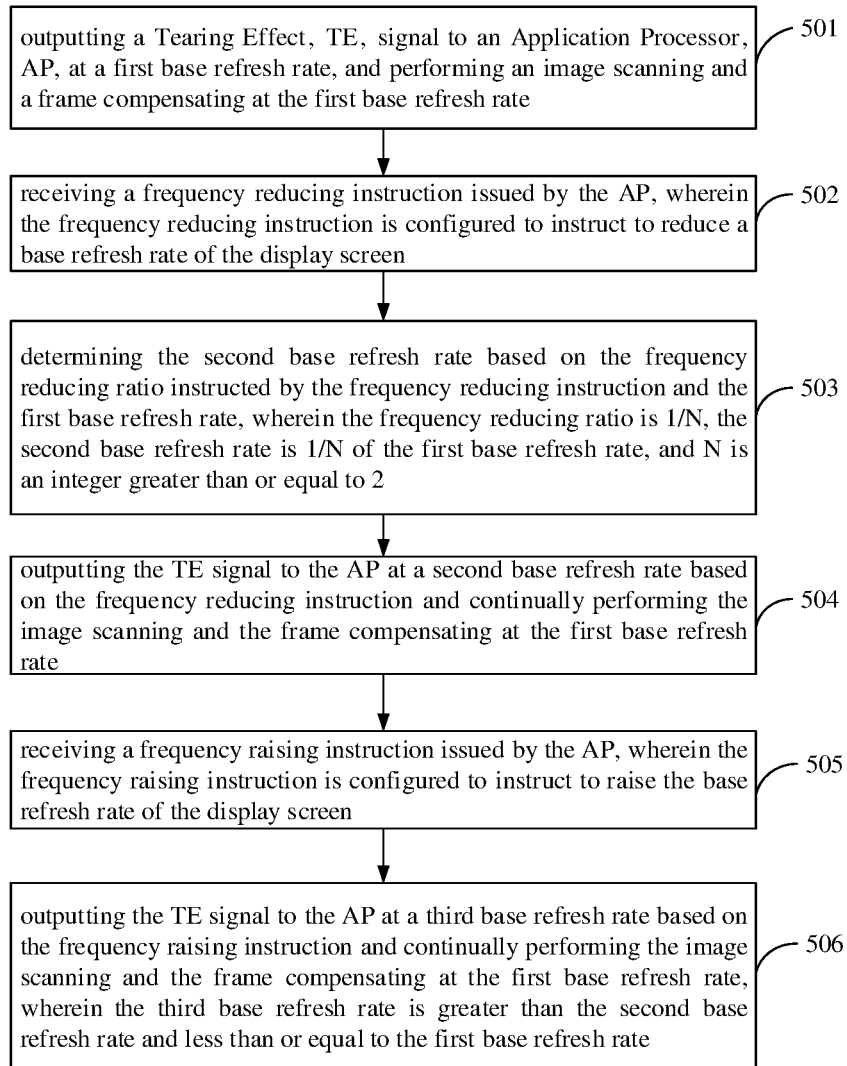 outputting a Tearing Effect, TE, signal to an Application Processor,
AP, at a first base refresh rate, and performing an image scanning and
a frame compensating at the first base refresh rate
501
receiving a frequency reducing instruction issued by the AP, wherein
the frequency reducing instruction is configured to instruct to reduce a
base refresh rate of the display screen
502
determining the second base refresh rate based on the frequency
reducing ratio instructed by the frequency reducing instruction and the
first base refresh rate, wherein the frequency reducing ratio is 1/N, the
second base refresh rate is 1/N of the first base refresh rate, and N is
an integer greater than or equal to 2
503
outputting the TE signal to the AP at a second base refresh rate based
on the frequency reducing instruction and continually performing the
image scanning and the frame compensating at the first base refresh
rate
504
receiving a frequency raising instruction issued by the AP, wherein the
frequency raising instruction is configured to instruct to raise the base
refresh rate of the display screen
505
outputting the TE signal to the AP at a third base refresh rate based on
the frequency raising instruction and continually performing the image
scanning and the frame compensating at the first base refresh rate,
wherein the third base refresh rate is greater than the second base
refresh rate and less than or equal to the first base refresh rate
506